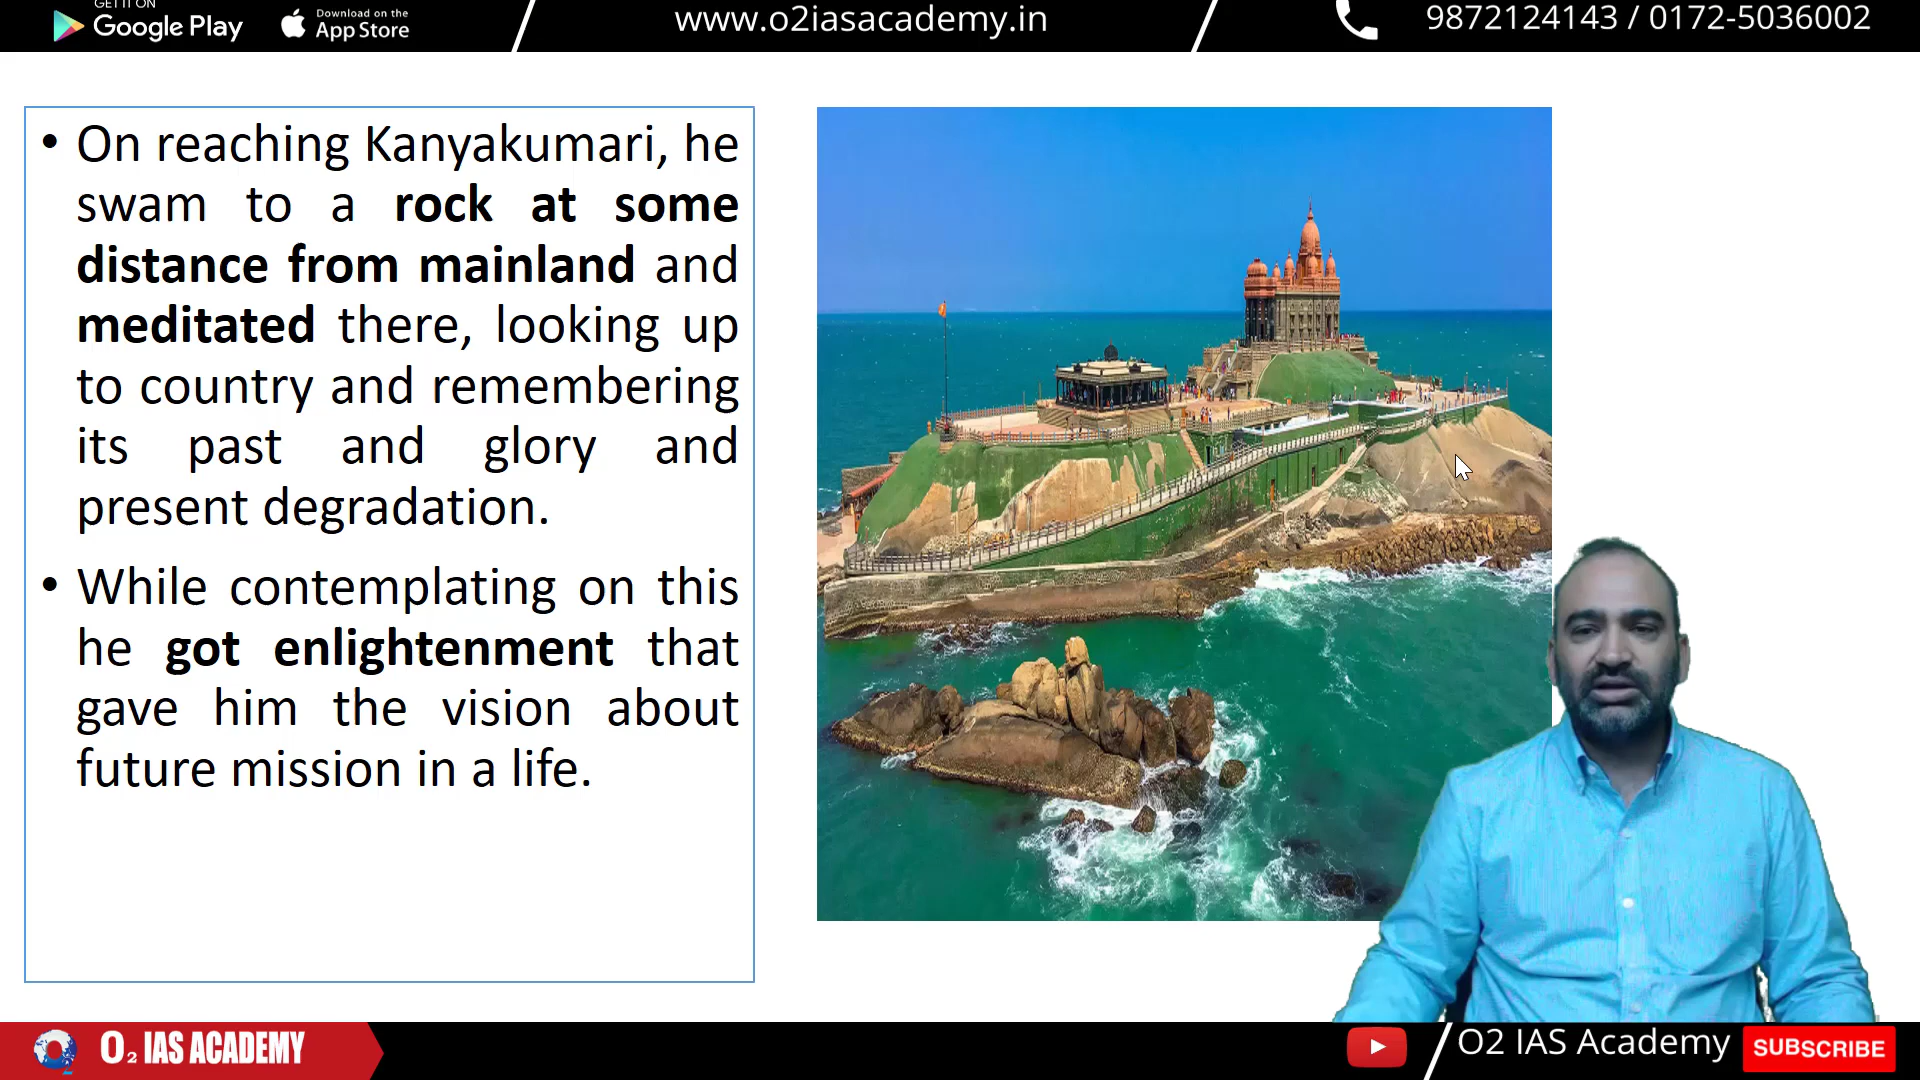 GET IT ON
Google Play
Download on the
App Store
www.o2iasacademy.in
9872124143 / 0172-5036002
• On reaching Kanyakumari, he
swam to a rock at some
distance from mainland and
meditated there, looking up
to country and remembering
its past and glory and
present degradation.
• While contemplating on this
he got enlightenment that
gave him the vision about
future mission in a life.
O2 IAS ACADEMY
O2 IAS Academy
SUBSCRIBE